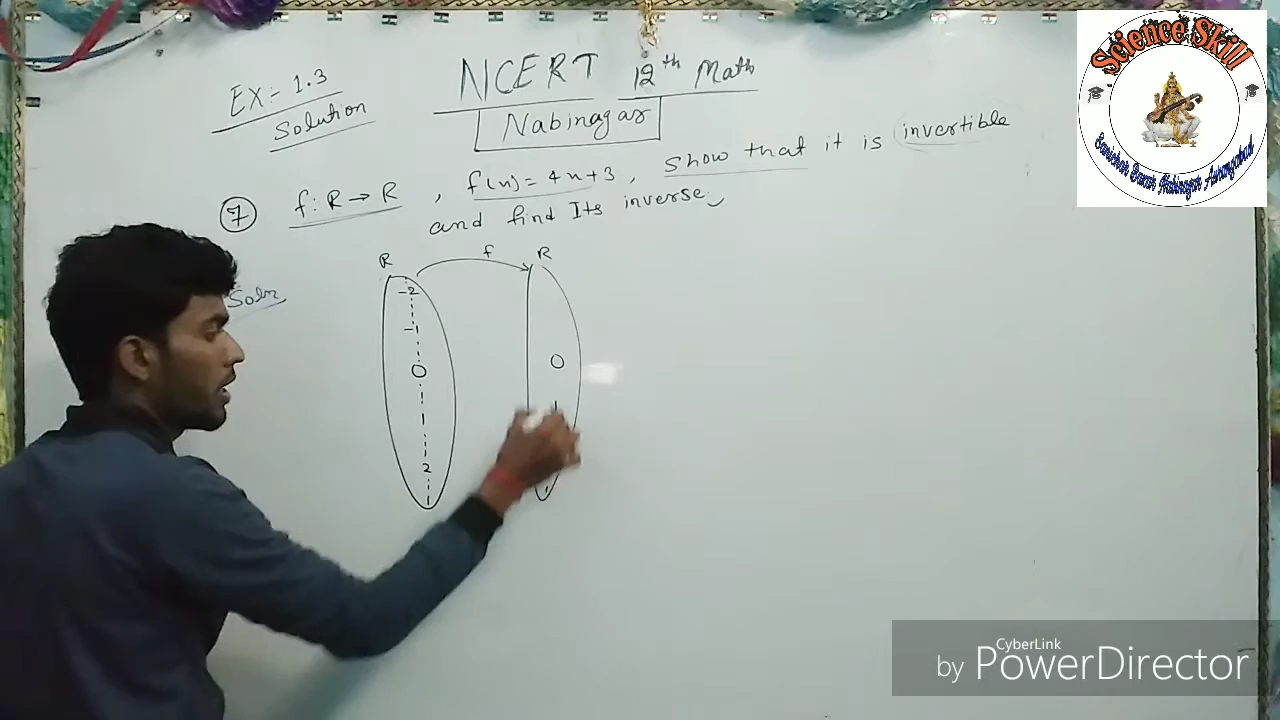 EX:- 1.3
Solution
NCERT 12th Math
Nabinagar
7 f: R → R , f(x) = 4x+3, show that it is invertible
and find Its inverse
Soln
R f R
-2
-1
0 0
1 1
2
Science Skill
CyberLink
by PowerDirector